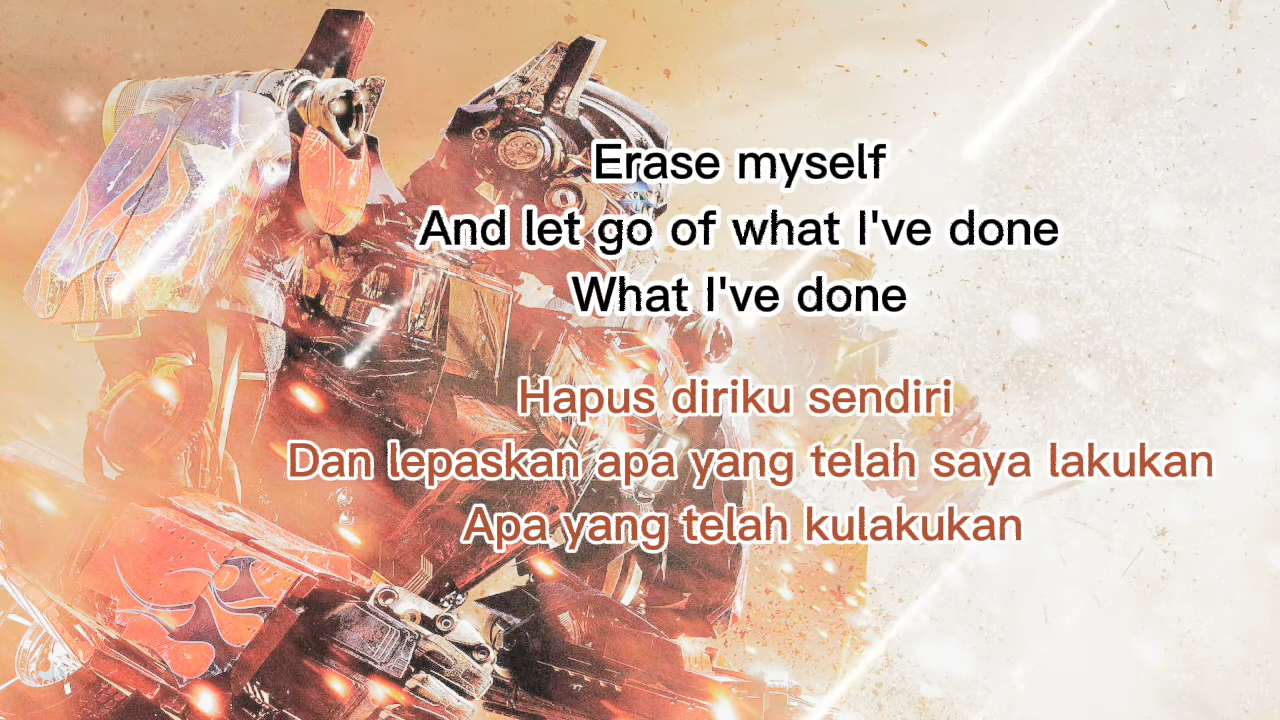 Erase myself
And let go of what I've done
What I've done
Hapus diriku sendiri
Dan lepaskan apa yang telah saya lakukan
Apa yang telah kulakukan